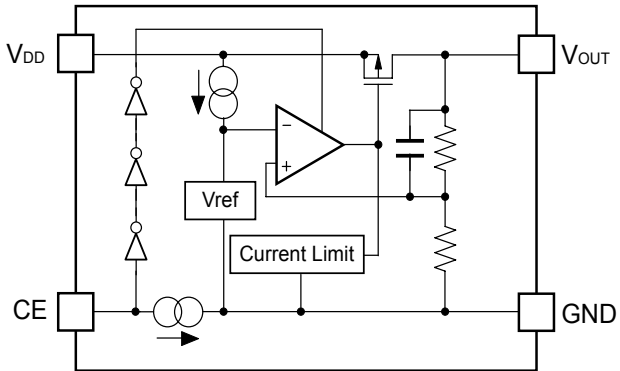 VDD
VOUT
−
+
Vref
Current Limit
CE
GND